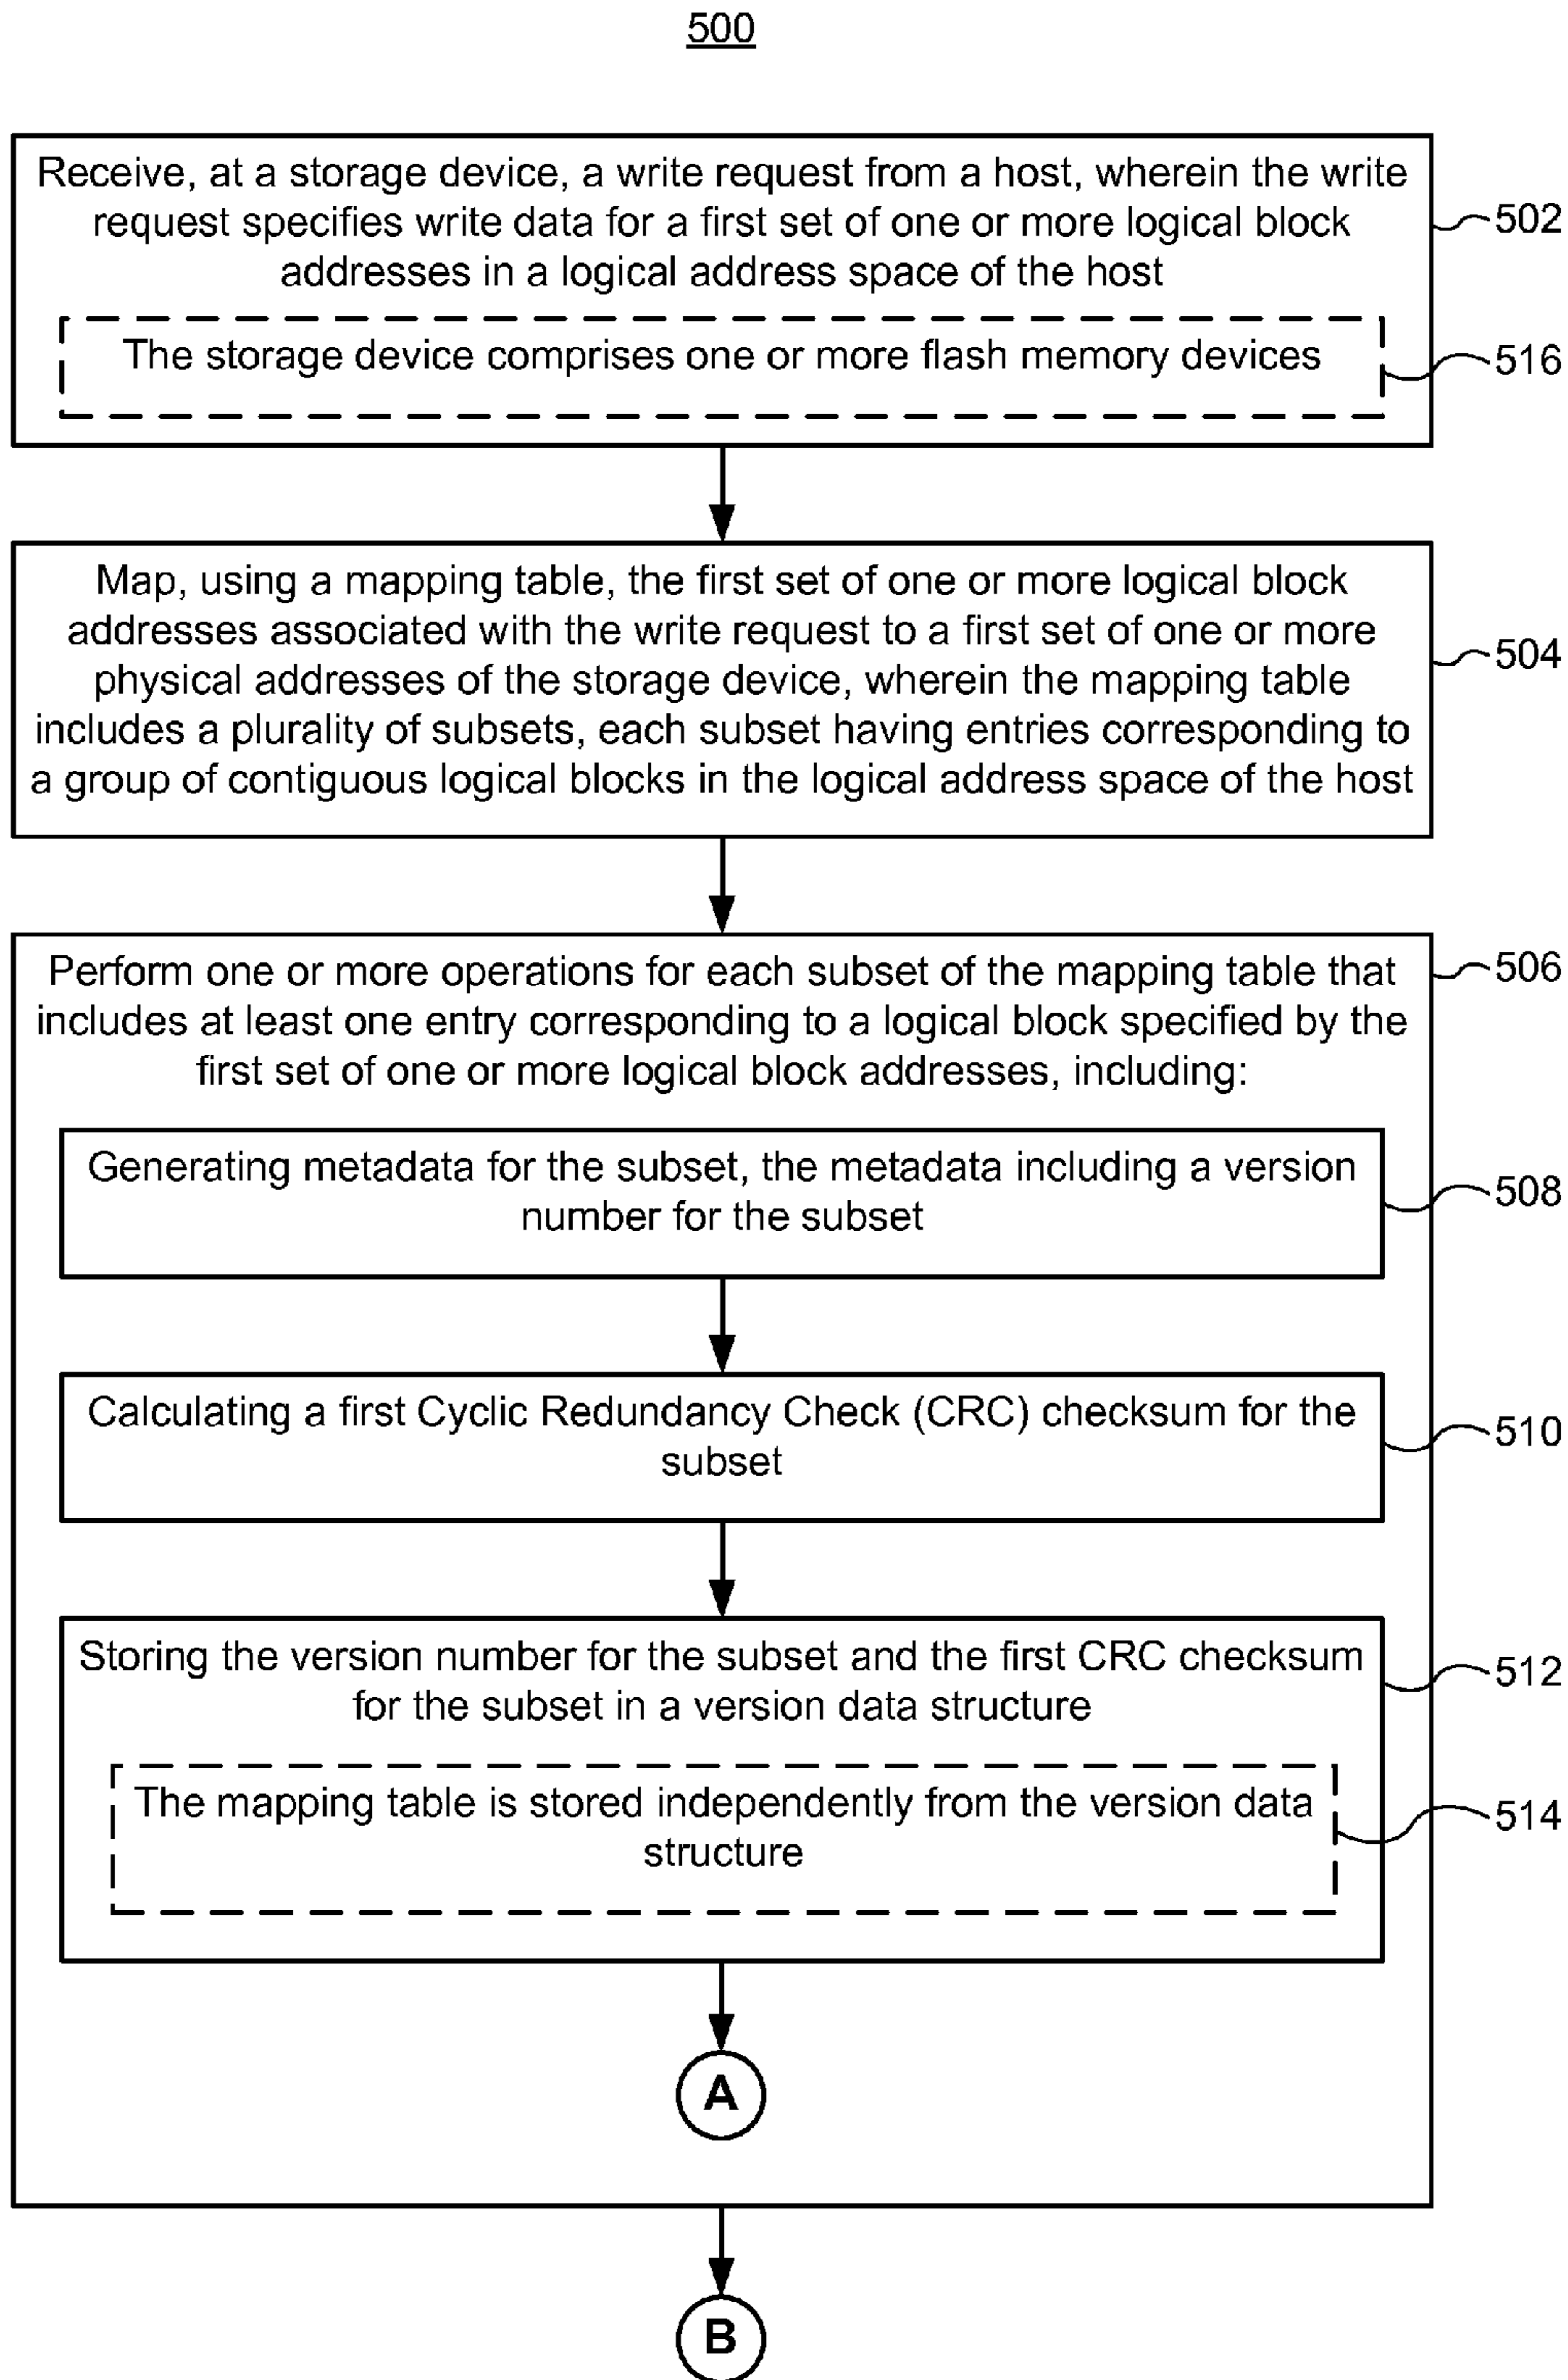 500
Receive, at a storage device, a write request from a host, wherein the write
request specifies write data for a first set of one or more logical block
addresses in a logical address space of the host
502
The storage device comprises one or more flash memory devices
516
Map, using a mapping table, the first set of one or more logical block
addresses associated with the write request to a first set of one or more
physical addresses of the storage device, wherein the mapping table
includes a plurality of subsets, each subset having entries corresponding to
a group of contiguous logical blocks in the logical address space of the host
504
Perform one or more operations for each subset of the mapping table that
includes at least one entry corresponding to a logical block specified by the
first set of one or more logical block addresses, including:
506
Generating metadata for the subset, the metadata including a version
number for the subset
508
Calculating a first Cyclic Redundancy Check (CRC) checksum for the
subset
510
Storing the version number for the subset and the first CRC checksum
for the subset in a version data structure
512
The mapping table is stored independently from the version data
structure
514
A
B